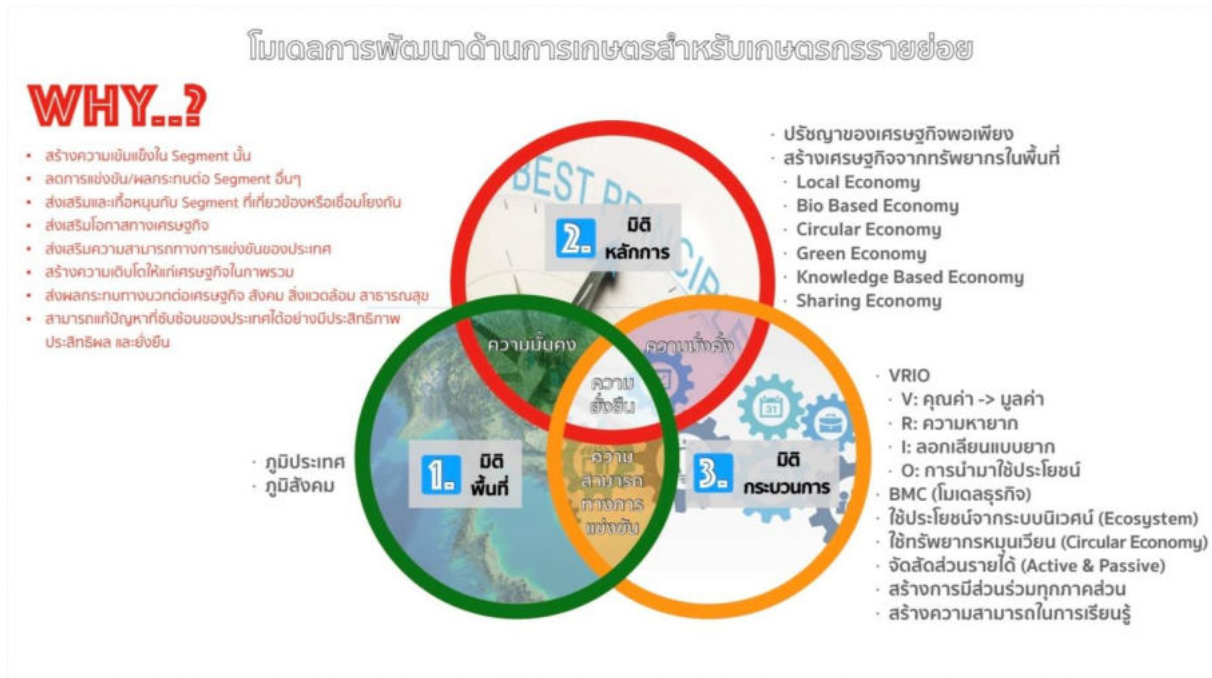 โมเดลการพัฒนาด้านการเกษตรสำหรับเกษตรกรรายย่อย
WHY..?
• สร้างความเข้มแข็งใน Segment นั้น
• ลดการแข่งขัน/ผลกระทบต่อ Segment อื่นๆ
• ส่งเสริมและเกื้อหนุนกับ Segment ที่เกี่ยวข้องหรือเชื่อมโยงกัน
• ส่งเสริมโอกาสทางเศรษฐกิจ
• ส่งเสริมความสามารถทางการแข่งขันของประเทศ
• สร้างความเติบโตให้แก่เศรษฐกิจในภาพรวม
• ส่งผลกระทบทางบวกต่อเศรษฐกิจ สังคม สิ่งแวดล้อม สาธารณสุข
• สามารถแก้ปัญหาที่ซับซ้อนของประเทศได้อย่างมีประสิทธิภาพ
ประสิทธิผล และยั่งยืน
BEST PRINCIP
2.
มิติ
หลักการ
· ปรัชญาของเศรษฐกิจพอเพียง
· สร้างเศรษฐกิจจากทรัพยากรในพื้นที่
· Local Economy
· Bio Based Economy
· Circular Economy
· Green Economy
· Knowledge Based Economy
· Sharing Economy
ความมั่นคง
ความมั่งคั่ง
ความ
ยั่งยืน
31
· ภูมิประเทศ
· ภูมิสังคม
1.
มิติ
พื้นที่
ความ
สามารถ
ทางการ
แข่งขัน
3.
มิติ
กระบวนการ
· VRIO
· V: คุณค่า -> มูลค่า
· R: ความหายาก
· I: ลอกเลียนแบบยาก
· O: การนำมาใช้ประโยชน์
· BMC (โมเดลธุรกิจ)
· ใช้ประโยชน์จากระบบนิเวศน์ (Ecosystem)
· ใช้ทรัพยากรหมุนเวียน (Circular Economy)
· จัดสัดส่วนรายได้ (Active & Passive)
· สร้างการมีส่วนร่วมทุกภาคส่วน
· สร้างความสามารถในการเรียนรู้